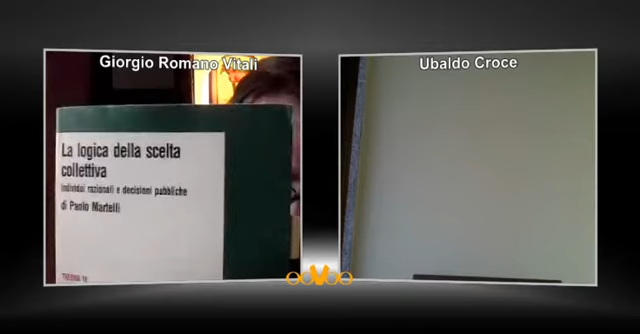 Giorgio Romano Vitali
Ubaldo Croce
La logica della scelta
collettiva
Individui razionali e decisioni pubbliche
di Paolo Martelli
ooVoo